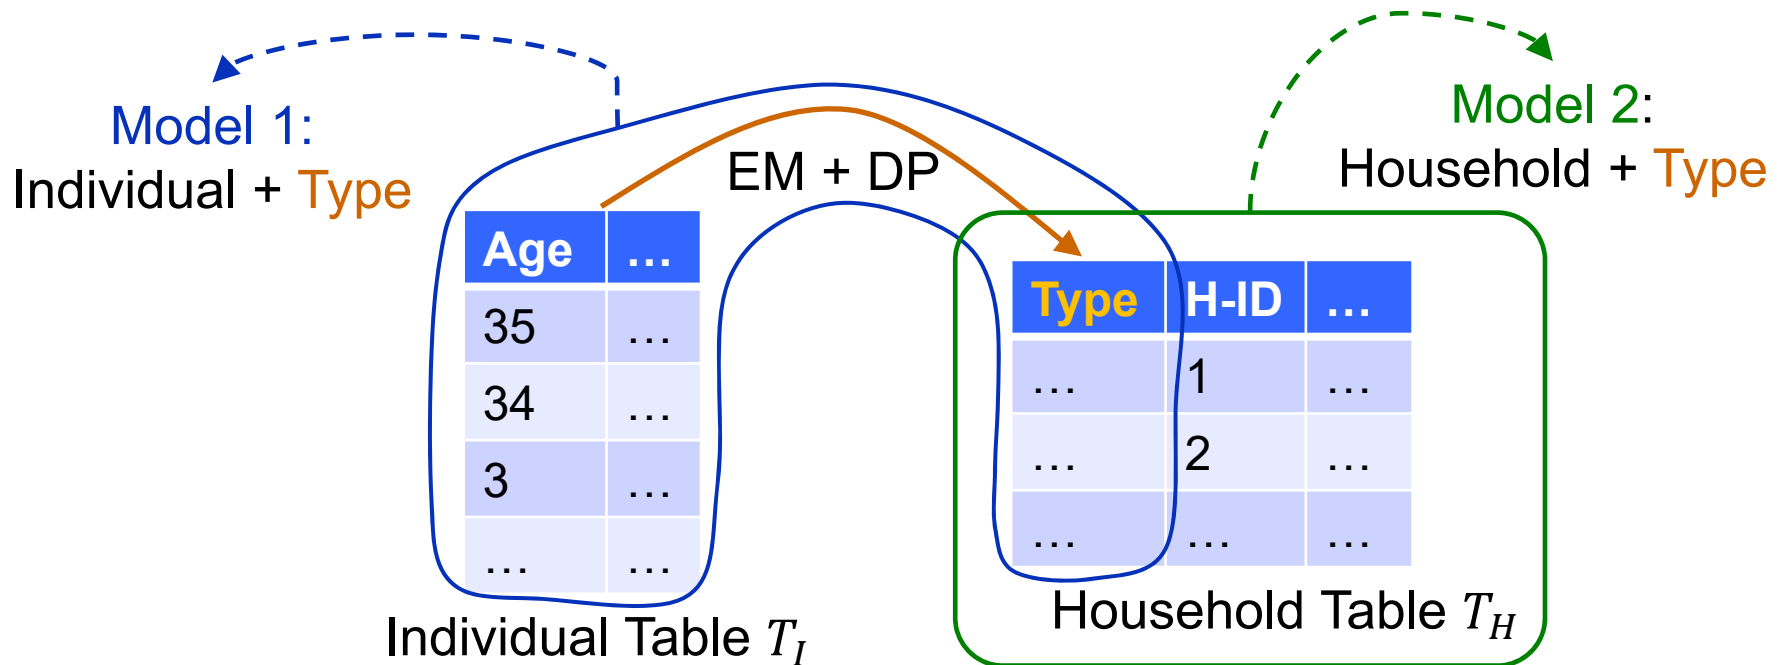 Model 1:
Individual + Type
EM + DP
Model 2:
Household + Type
Age …
35 …
34 …
3 …
… …
Individual Table T_I
Type H-ID …
… 1 …
… 2 …
… … …
Household Table T_H